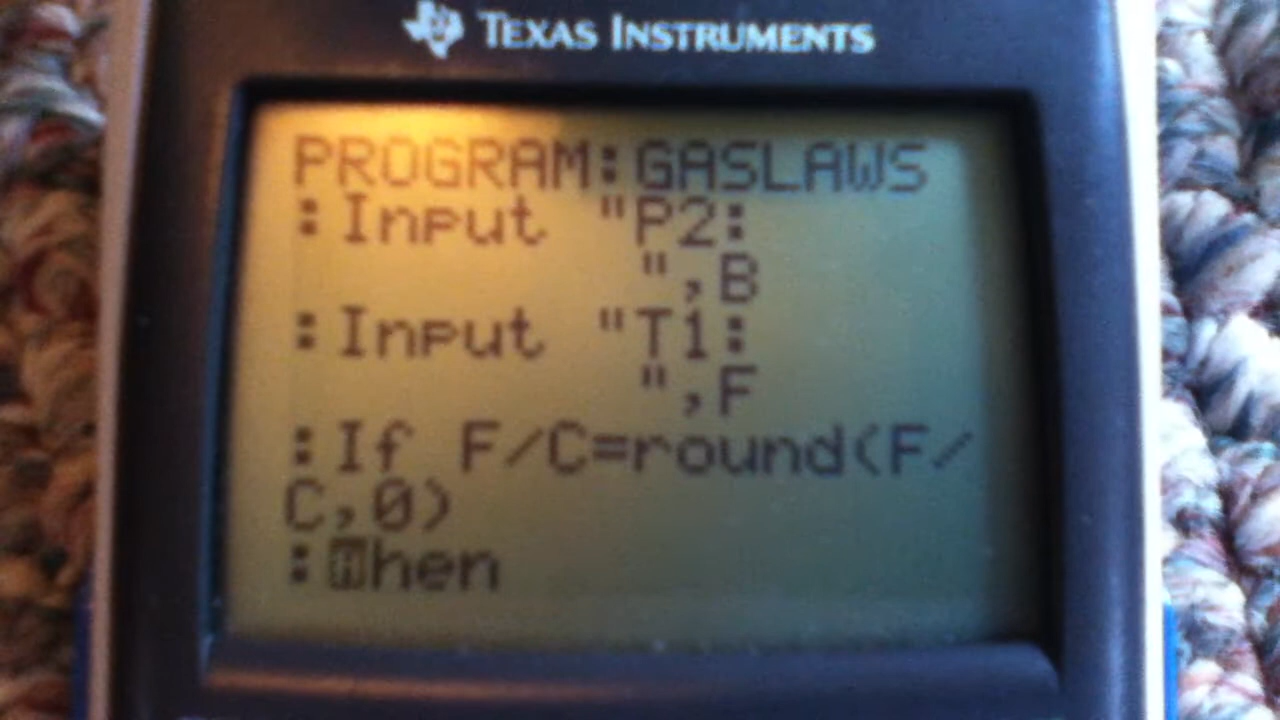 TEXAS INSTRUMENTS
PROGRAM:GASLAWS
:Input "P2:
",B
:Input "T1:
",F
:If F/C=round(F/
C,0)
:Then